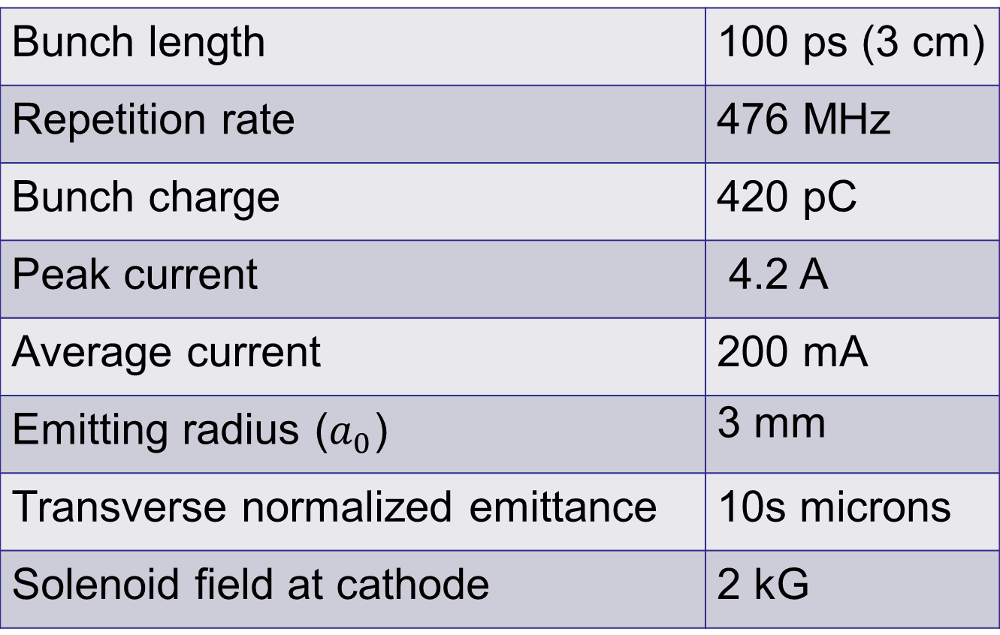 Bunch length 100 ps (3 cm)
Repetition rate 476 MHz
Bunch charge 420 pC
Peak current 4.2 A
Average current 200 mA
Emitting radius (𝑎₀) 3 mm
Transverse normalized emittance 10s microns
Solenoid field at cathode 2 kG